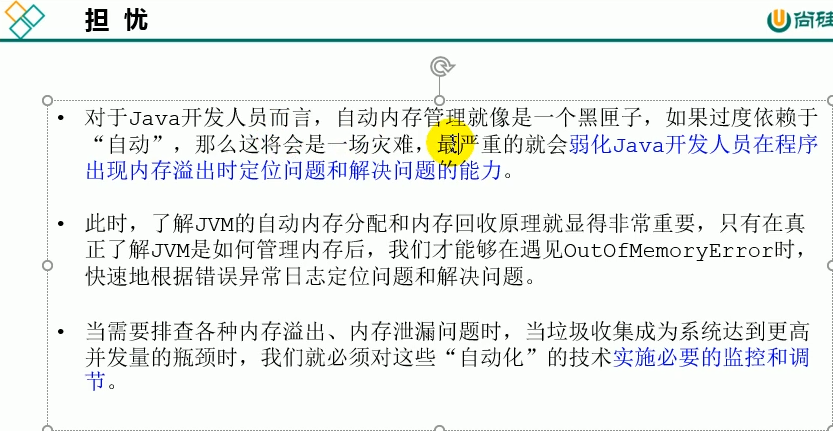 担 忧
尚硅
• 对于Java开发人员而言，自动内存管理就像是一个黑匣子，如果过度依赖于
“自动”，那么这将会是一场灾难，最严重的就会弱化Java开发人员在程序
出现内存溢出时定位问题和解决问题的能力。
• 此时，了解JVM的自动内存分配和内存回收原理就显得非常重要，只有在真
正了解JVM是如何管理内存后，我们才能够在遇见OutOfMemoryError时，
快速地根据错误异常日志定位问题和解决问题。
• 当需要排查各种内存溢出、内存泄漏问题时，当垃圾收集成为系统达到更高
并发量的瓶颈时，我们就必须对这些“自动化”的技术实施必要的监控和调
节。